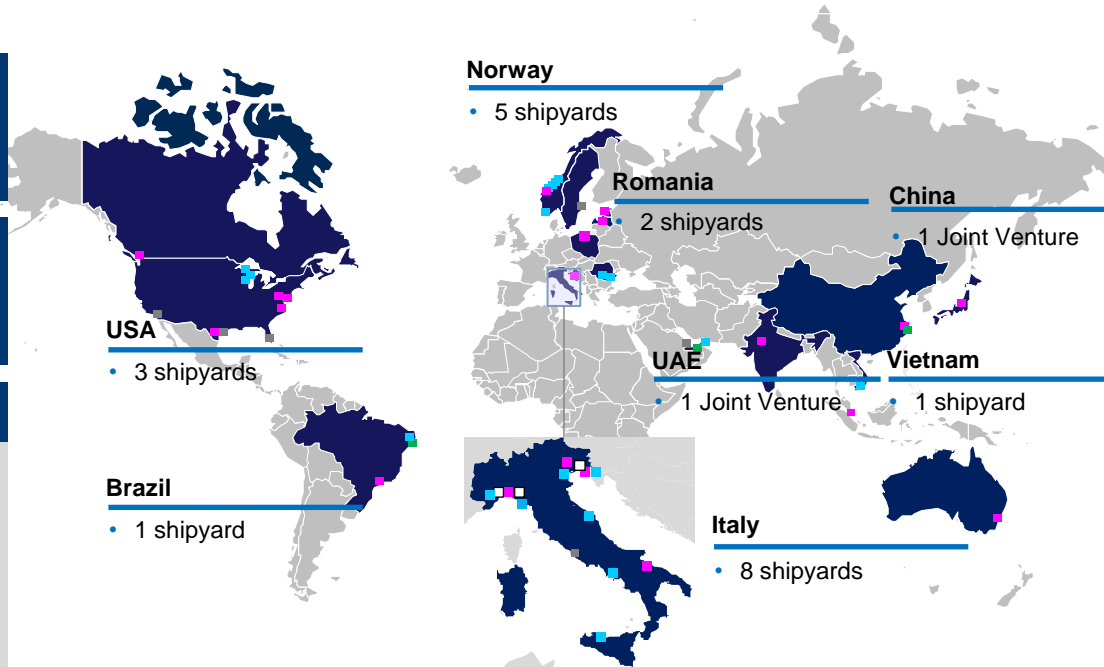 Norway
• 5 shipyards
Romania
• 2 shipyards
China
• 1 Joint Venture
USA
• 3 shipyards
UAE
• 1 Joint Venture
Vietnam
• 1 shipyard
Brazil
• 1 shipyard
Italy
• 8 shipyards